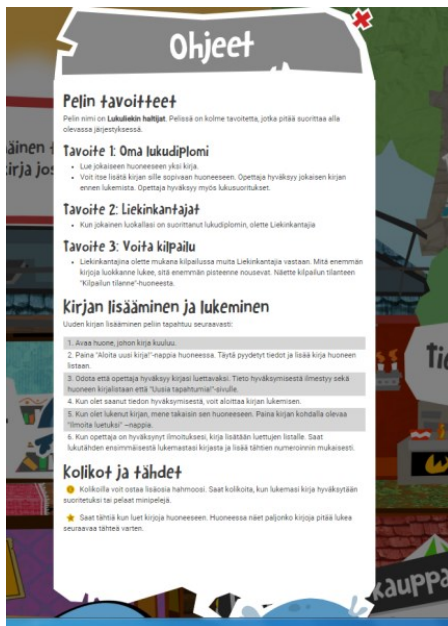 Ohjeet
Pelin tavoitteet
Pelin nimi on Lukuliekin haltijat. Pelissä on kolme tavoitetta, jotka pitää suorittaa alla
olevassa järjestyksessä.
Tavoite 1: Oma lukudiplomi
• Lue jokaiseen huoneeseen yksi kirja.
• Voit itse lisätä kirjan sille sopivaan huoneeseen. Opettaja hyväksyy jokaisen kirjan
ennen lukemista. Opettaja hyväksyy myös lukusuoritukset.
Tavoite 2: Liekinkantajat
• Kun jokainen luokallasi on suorittanut lukudiplomin, olette Liekinkantajia
Tavoite 3: Voita kilpailu
• Liekinkantajina olette mukana kilpailussa muita Liekinkantajia vastaan. Mitä enemmän
kirjoja luokkanne lukee, sitä enemmän pisteenne nousevat. Näette kilpailun tilanteen
"Kilpailun tilanne"-huoneesta.
Kirjan lisääminen ja lukeminen
Uuden kirjan lisääminen peliin tapahtuu seuraavasti:
1. Avaa huone, johon kirja kuuluu.
2. Paina "Aloita uusi kirja!"-nappia huoneessa. Täytä pyydetyt tiedot ja lisää kirja huoneen
listaan.
3. Odota että opettaja hyväksyy kirjasi luettavaksi. Tieto hyväksymisestä ilmestyy sekä
huoneen kirjalistaan että "Uusia tapahtumia!"-sivulle.
4. Kun olet saanut tiedon hyväksymisestä, voit aloittaa kirjan lukemisen.
5. Kun olet lukenut kirjan, mene takaisin sen huoneeseen. Paina kirjan kohdalla olevaa
"Ilmoita luetuksi" –nappia.
6. Kun opettaja on hyväksynyt ilmoituksesi, kirja lisätään luettujen listalle. Saat
lukutähden ensimmäisestä lukemastasi kirjasta ja lisää tähtien numeroinnin mukaisesti.
Kolikot ja tähdet
Kolikoilla voit ostaa lisäosia hahmoosi. Saat kolikoita, kun lukemasi kirja hyväksytään
suoritetuksi tai pelaat minipelejä.
Saat tähtiä kun luet kirjoja huoneeseen. Huoneessa näet paljonko kirjoja pitää lukea
seuraavaa tähteä varten.
kauppa